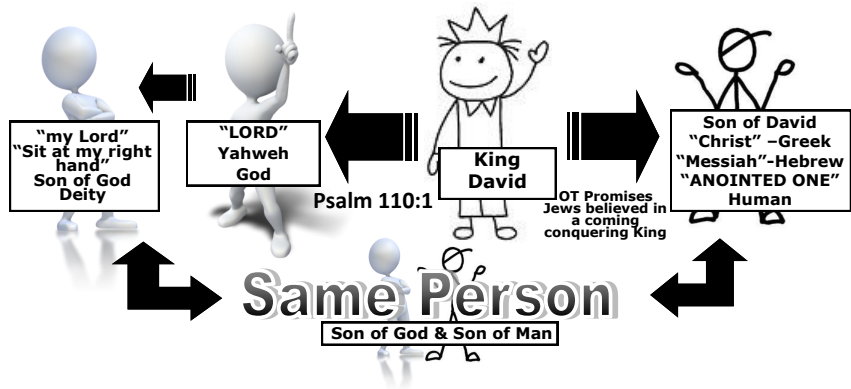 "my Lord"
"Sit at my right
hand"
Son of God
Deity
"LORD"
Yahweh
God
Psalm 110:1
King
David
OT Promises
Jews believed in
a coming
conquering King
Son of David
"Christ" –Greek
"Messiah"-Hebrew
"ANOINTED ONE"
Human
Same Person
Son of God & Son of Man